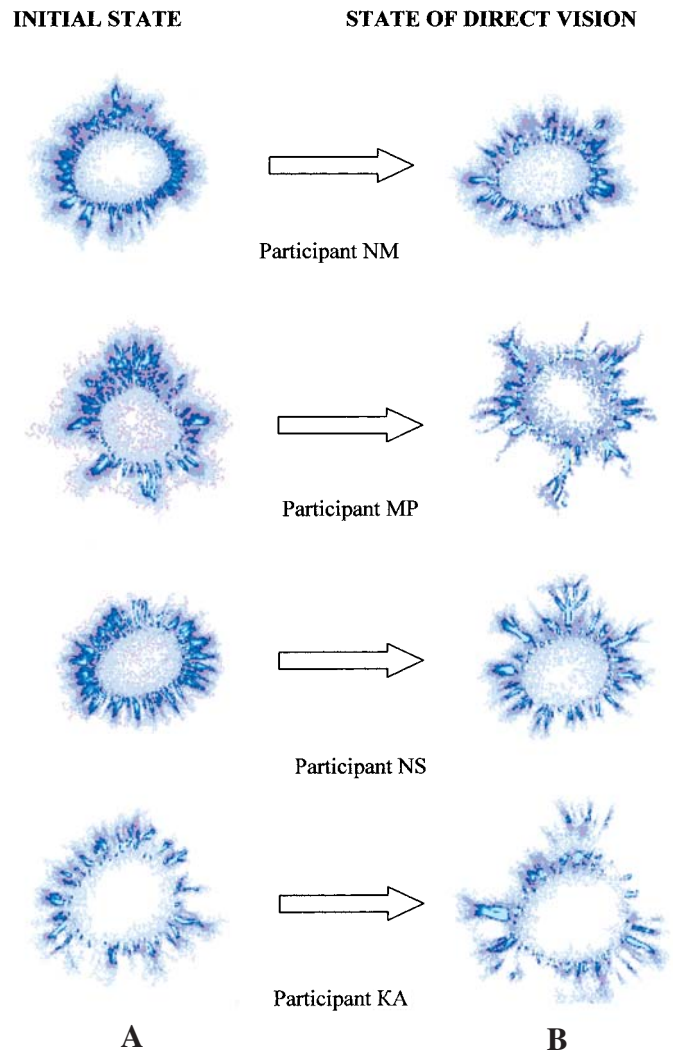 INITIAL STATE STATE OF DIRECT VISION
Participant NM
Participant MP
Participant NS
Participant KA
A B